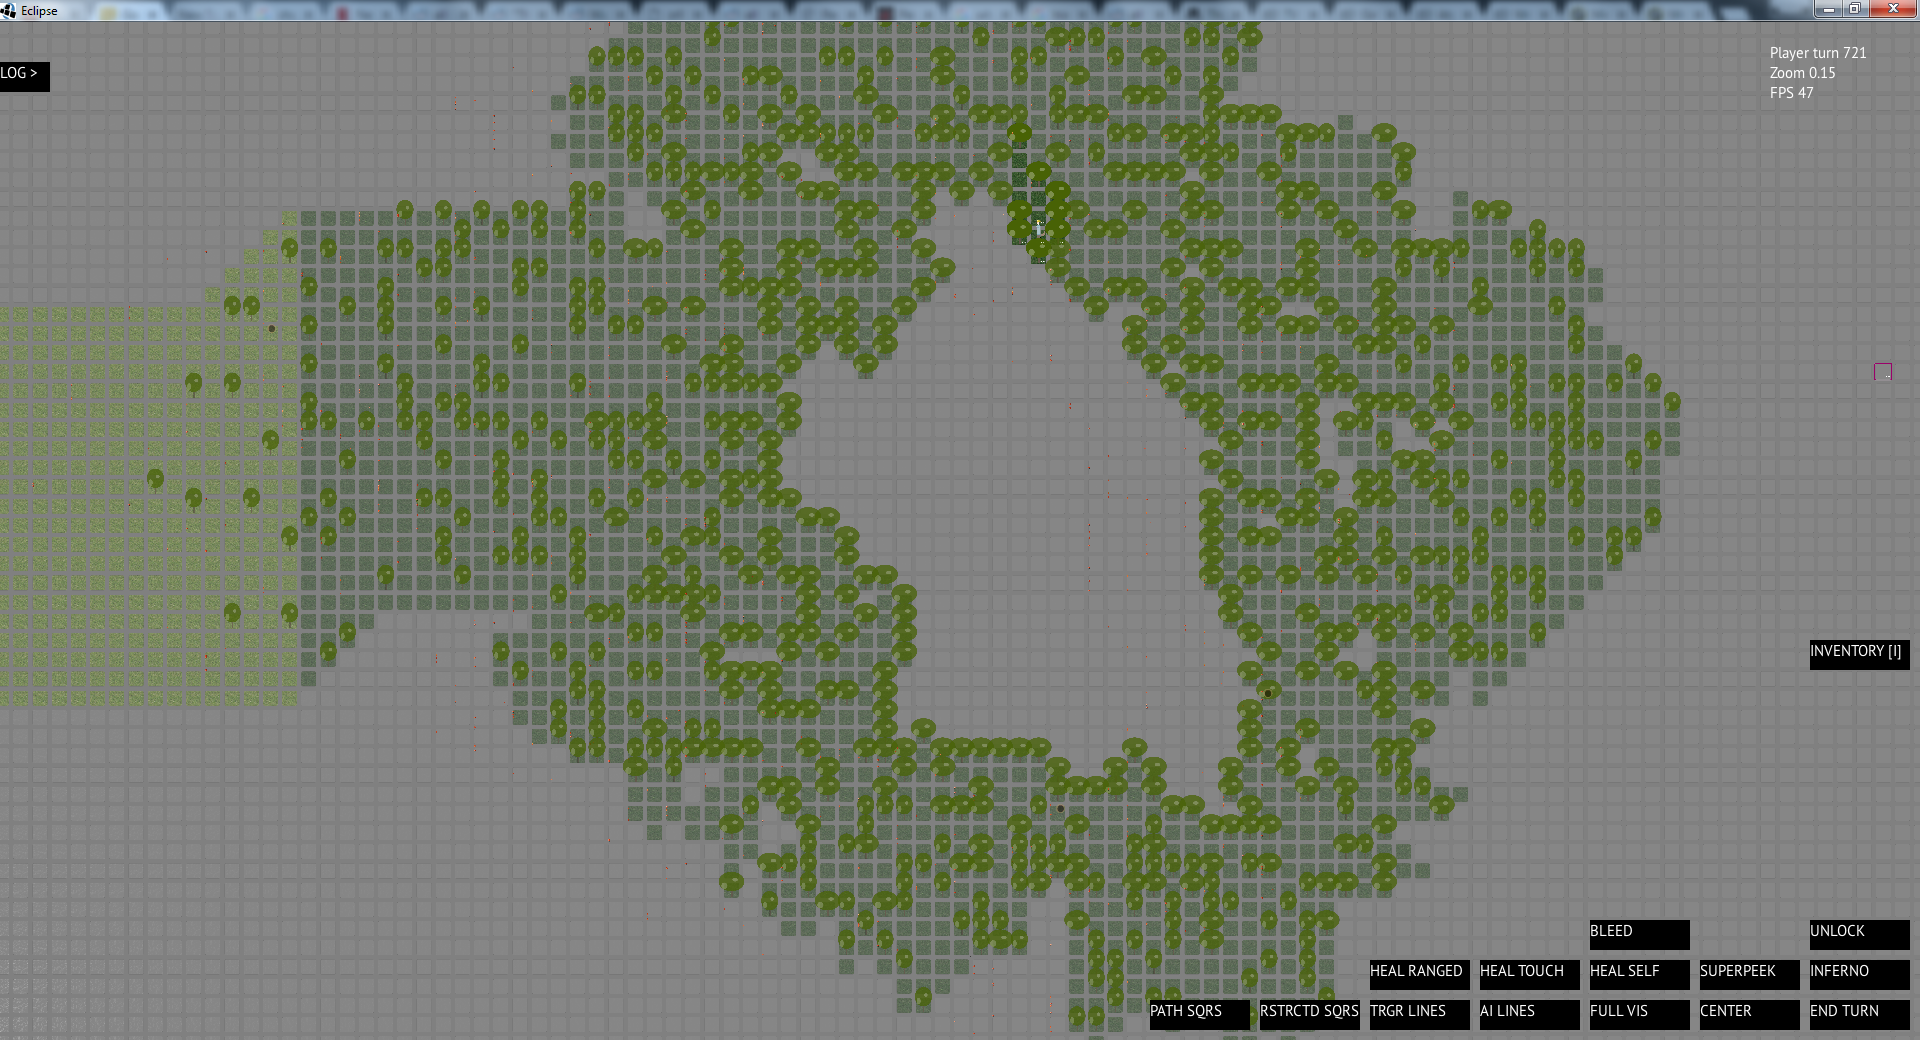 Eclipse
LOG >
Player turn 721
Zoom 0.15
FPS 47
INVENTORY [I]
BLEED
UNLOCK
HEAL RANGED
HEAL TOUCH
HEAL SELF
SUPERPEEK
INFERNO
PATH SQRS
RSTRCTD SQRS
TRGR LINES
AI LINES
FULL VIS
CENTER
END TURN